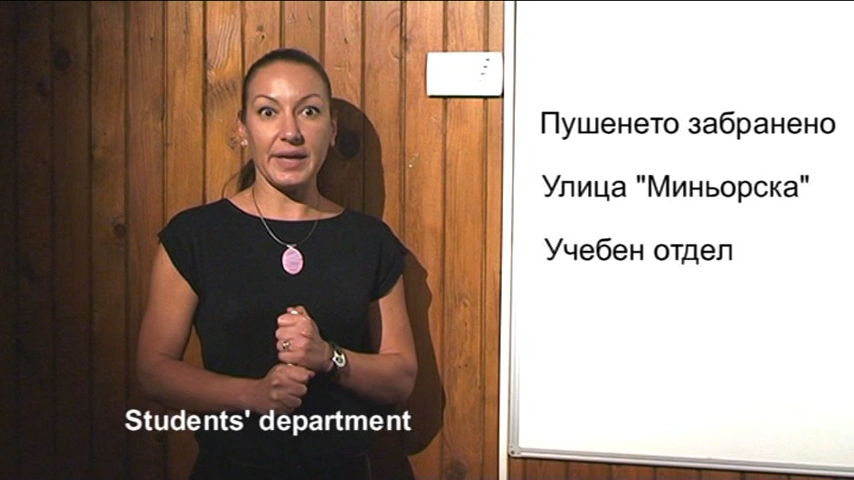 Пушенето забранено
Улица "Миньорска"
Учебен отдел
Students' department